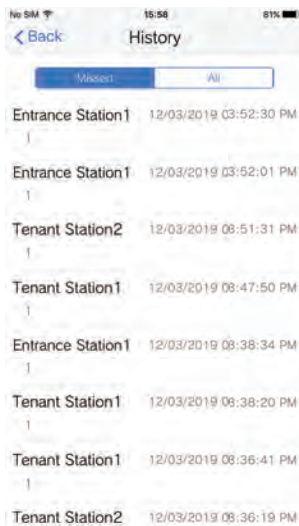 No SIM 15:58 81%
Back History
Missed All
Entrance Station1 12/03/2019 03:52:30 PM
1
Entrance Station1 12/03/2019 03:52:01 PM
1
Tenant Station2 12/03/2019 08:51:31 PM
1
Tenant Station1 12/03/2019 08:47:50 PM
1
Entrance Station1 12/03/2019 08:38:34 PM
1
Tenant Station1 12/03/2019 08:38:20 PM
1
Tenant Station1 12/03/2019 08:36:41 PM
1
Tenant Station2 12/03/2019 08:36:19 PM